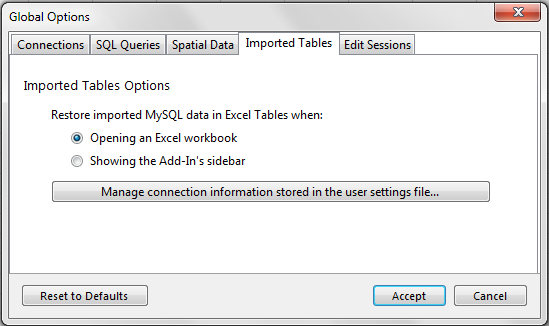 Global Options
Connections SQL Queries Spatial Data Imported Tables Edit Sessions
Imported Tables Options
Restore imported MySQL data in Excel Tables when:
Opening an Excel workbook
Showing the Add-In's sidebar
Manage connection information stored in the user settings file...
Reset to Defaults Accept Cancel